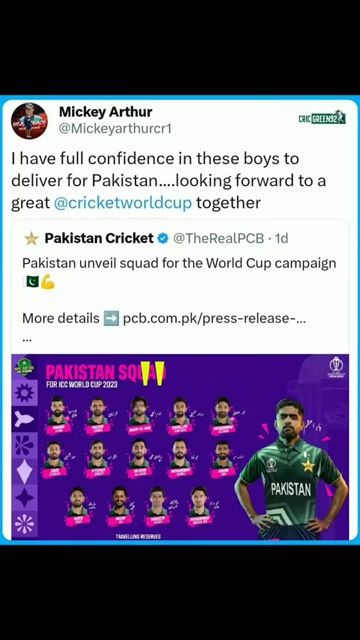 Mickey Arthur
@Mickeyarthurcr1
CRICGREEN92
I have full confidence in these boys to
deliver for Pakistan....looking forward to a
great @cricketworldcup together
Pakistan Cricket @TheRealPCB · 1d
Pakistan unveil squad for the World Cup campaign
More details ➡️ pcb.com.pk/press-release-...
...
PAKISTAN SQ
FOR ICC WORLD CUP 2023
PAKISTAN
TRAVELLING RESERVES